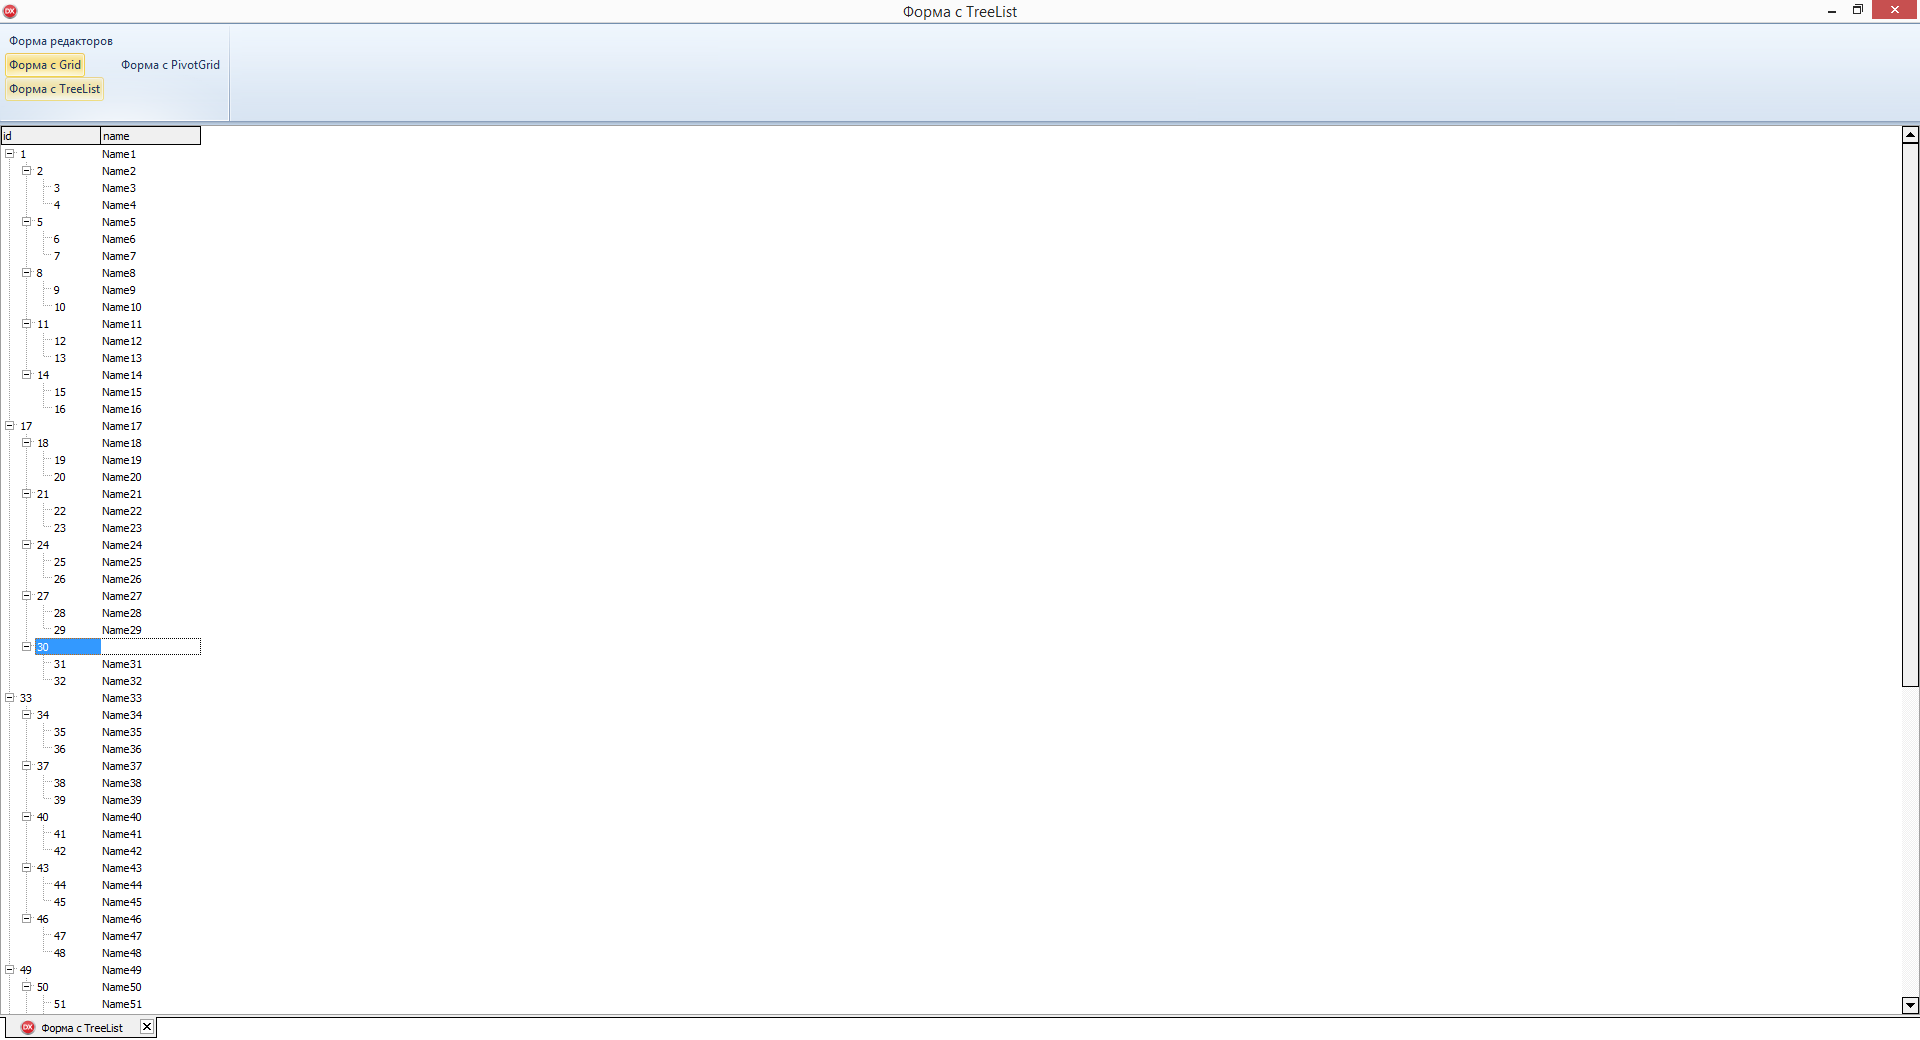 DX Форма с TreeList
Форма редакторов
Форма с Grid Форма с PivotGrid
Форма с TreeList
id name
1 Name1
2 Name2
3 Name3
4 Name4
5 Name5
6 Name6
7 Name7
8 Name8
9 Name9
10 Name10
11 Name11
12 Name12
13 Name13
14 Name14
15 Name15
16 Name16
17 Name17
18 Name18
19 Name19
20 Name20
21 Name21
22 Name22
23 Name23
24 Name24
25 Name25
26 Name26
27 Name27
28 Name28
29 Name29
30
31 Name31
32 Name32
33 Name33
34 Name34
35 Name35
36 Name36
37 Name37
38 Name38
39 Name39
40 Name40
41 Name41
42 Name42
43 Name43
44 Name44
45 Name45
46 Name46
47 Name47
48 Name48
49 Name49
50 Name50
51 Name51
DX Форма с TreeList